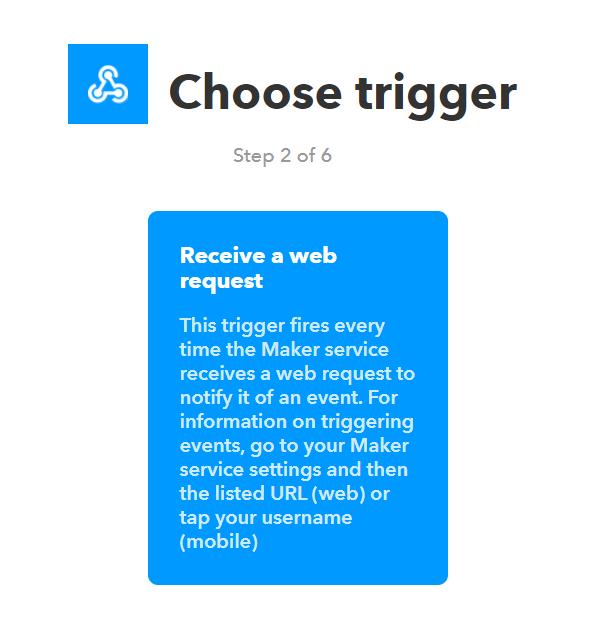 Choose trigger
Step 2 of 6
Receive a web
request
This trigger fires every
time the Maker service
receives a web request to
notify it of an event. For
information on triggering
events, go to your Maker
service settings and then
the listed URL (web) or
tap your username
(mobile)